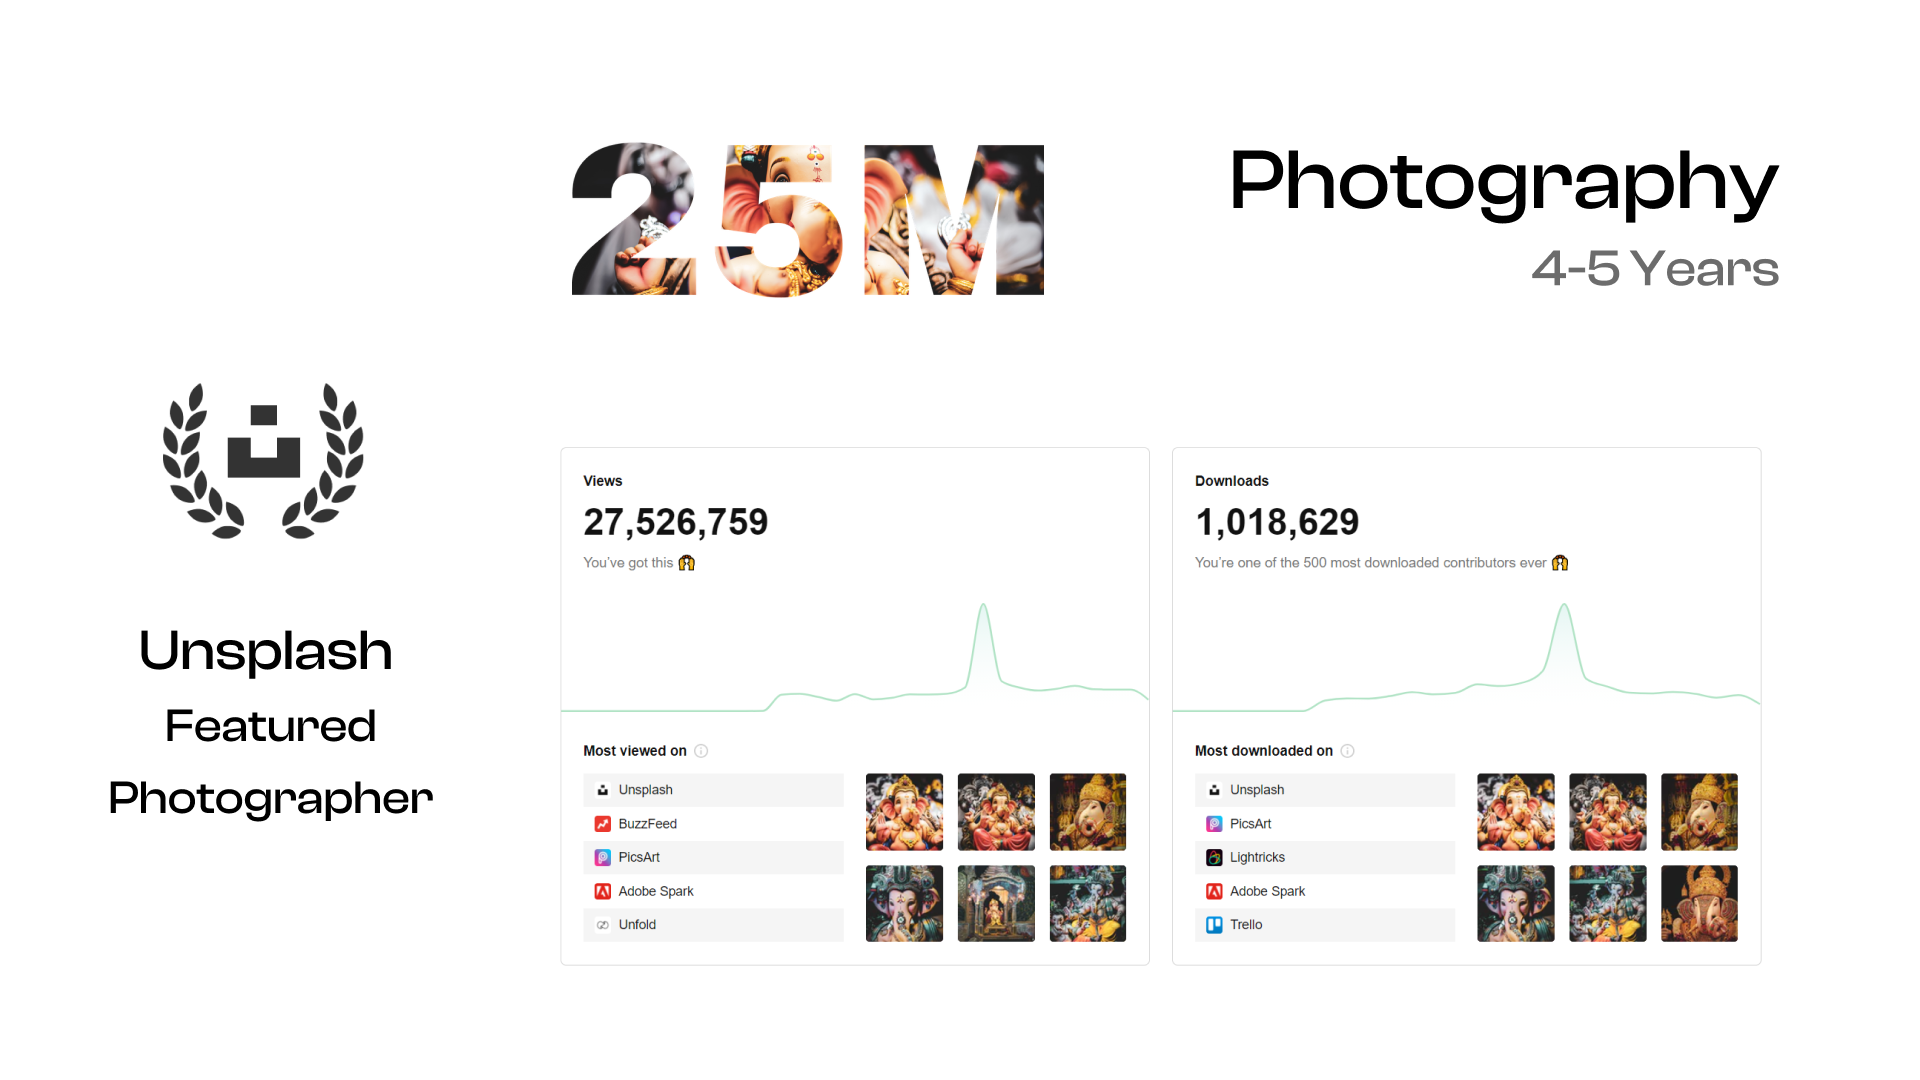 25M
Photography
4-5 Years
Unsplash
Featured
Photographer
Views
27,526,759
You've got this 🙌
Most viewed on
Unsplash
BuzzFeed
PicsArt
Adobe Spark
Unfold
Downloads
1,018,629
You're one of the 500 most downloaded contributors ever 🙌
Most downloaded on
Unsplash
PicsArt
Lightricks
Adobe Spark
Trello